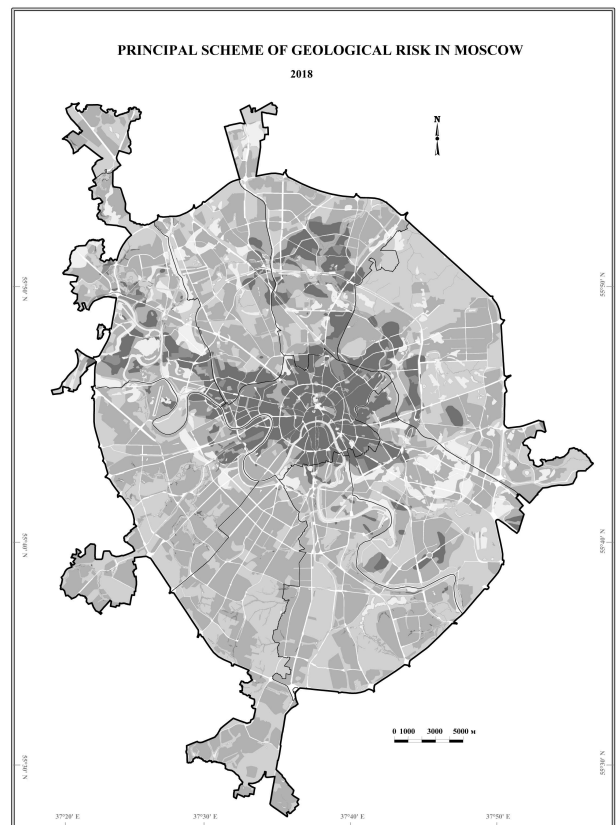 PRINCIPAL SCHEME OF GEOLOGICAL RISK IN MOSCOW
2018
N
55°50' N
55°50' N
55°40' N
55°40' N
0 1000 3000 5000 м
55°30' N
55°30' N
37°20' E 37°30' E 37°40' E 37°50' E